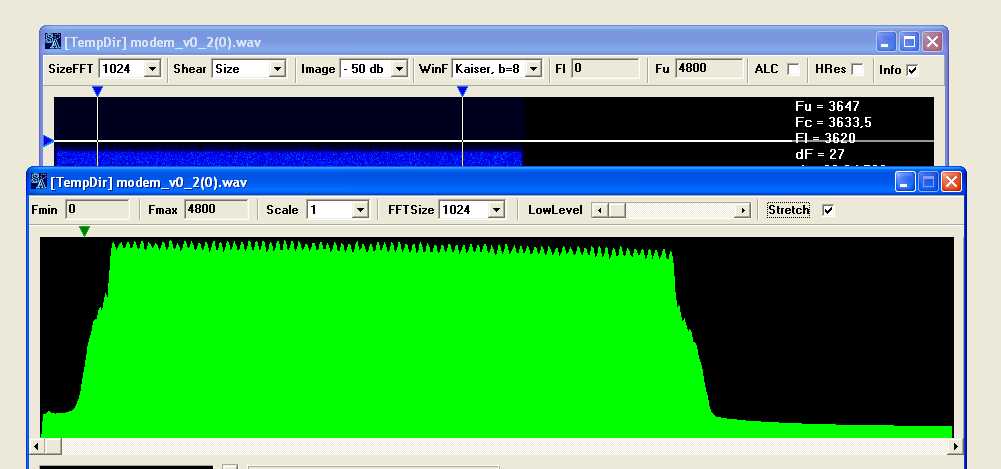 [TempDir] modem_v0_2(0).wav
SizeFFT 1024 Shear Size Image - 50 db WinF Kaiser, b=8 Fl 0 Fu 4800 ALC HRes Info
Fu = 3647
Fc = 3633,5
Fl = 3620
dF = 27
[TempDir] modem_v0_2(0).wav
Fmin 0 Fmax 4800 Scale 1 FFTSize 1024 LowLevel Stretch